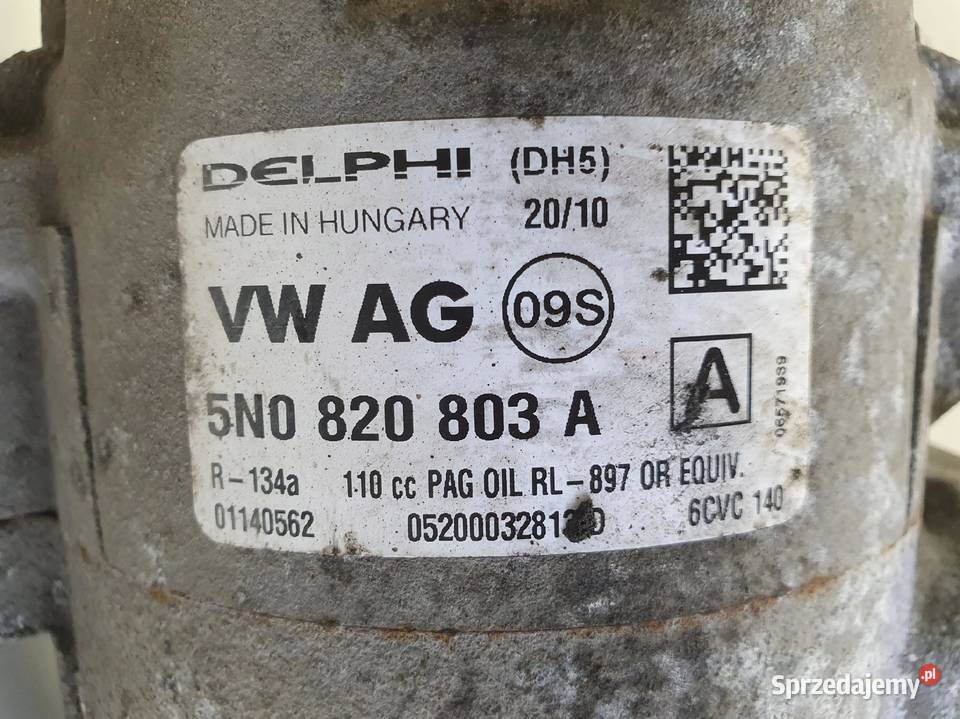 DELPHI (DH5)
MADE IN HUNGARY 20/10
VW AG 09S
5N0 820 803 A A
06571939
R-134a 110 cc PAG OIL RL-897 OR EQUIV.
01140562 6CVC 140
Sprzedajemy.pl